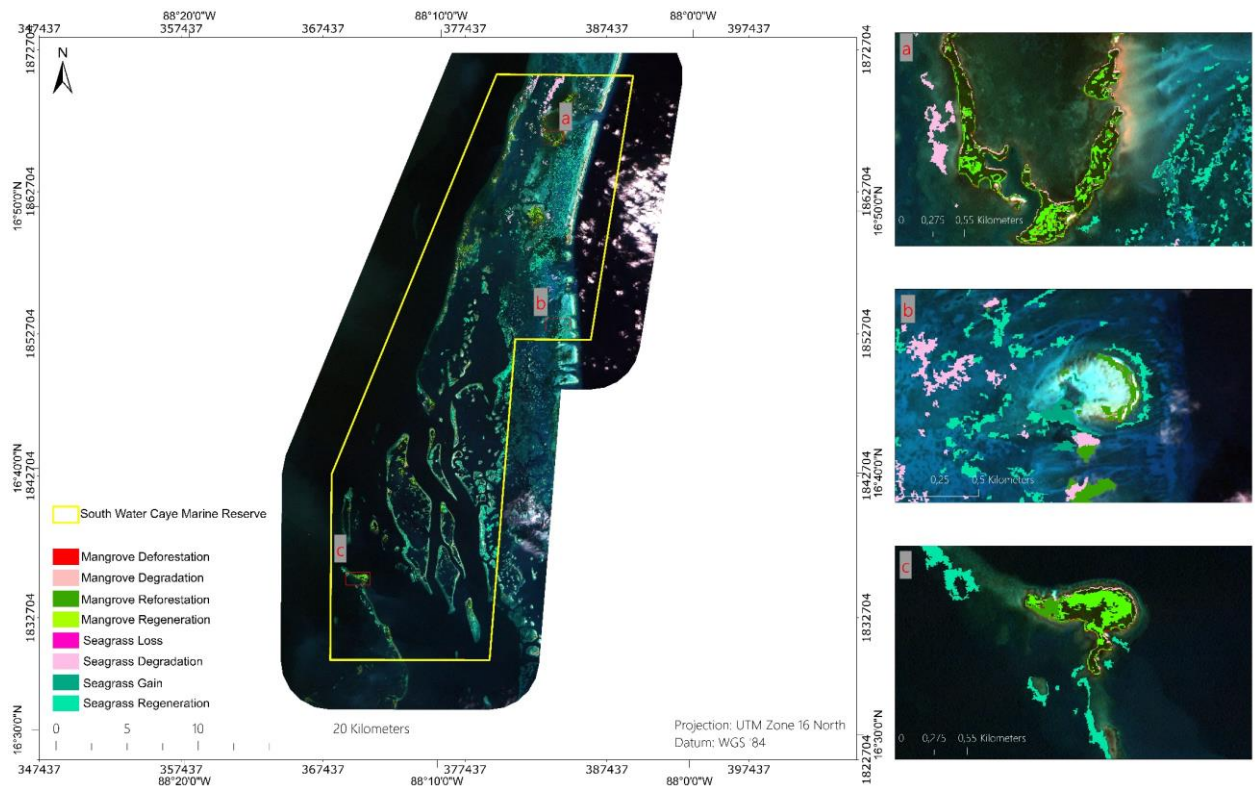 88°20'0"W 88°10'0"W 88°0'0"W
347437 357437 367437 377437 387437 397437
1872704
N
a
16°50'0"N
1862704
b
1852704
16°40'0"N
1842704
South Water Caye Marine Reserve
c
Mangrove Deforestation
Mangrove Degradation
Mangrove Reforestation
1832704
Mangrove Regeneration
Seagrass Loss
Seagrass Degradation
Seagrass Gain
Seagrass Regeneration
0 5 10 20 Kilometers
Projection: UTM Zone 16 North
Datum: WGS '84
16°30'0"N
1822704
347437 357437 367437 377437 387437 397437
88°20'0"W 88°10'0"W 88°0'0"W
1872704
1862704
16°50'0"N
1852704
16°40'0"N
1842704
1832704
16°30'0"N
1822704
a
0 0,275 0,55 Kilometers
b
0,25 0,5 Kilometers
c
0 0,275 0,55 Kilometers